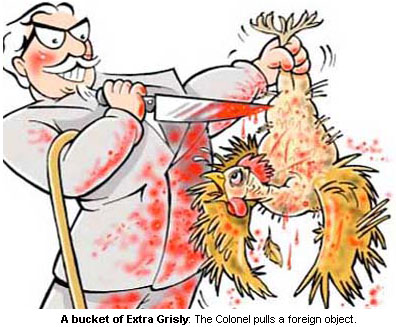 A bucket of Extra Grisly: The Colonel pulls a foreign object.